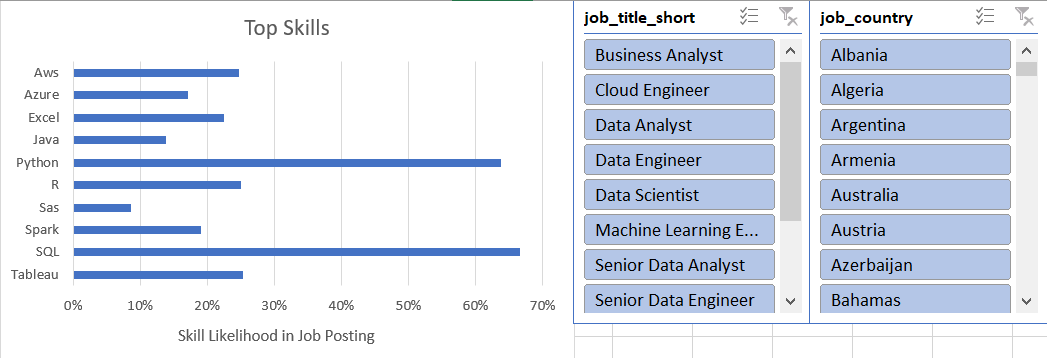 Top Skills
Aws
Azure
Excel
Java
Python
R
Sas
Spark
SQL
Tableau
0% 10% 20% 30% 40% 50% 60% 70%
Skill Likelihood in Job Posting
job_title_short
Business Analyst
Cloud Engineer
Data Analyst
Data Engineer
Data Scientist
Machine Learning E...
Senior Data Analyst
Senior Data Engineer
job_country
Albania
Algeria
Argentina
Armenia
Australia
Austria
Azerbaijan
Bahamas